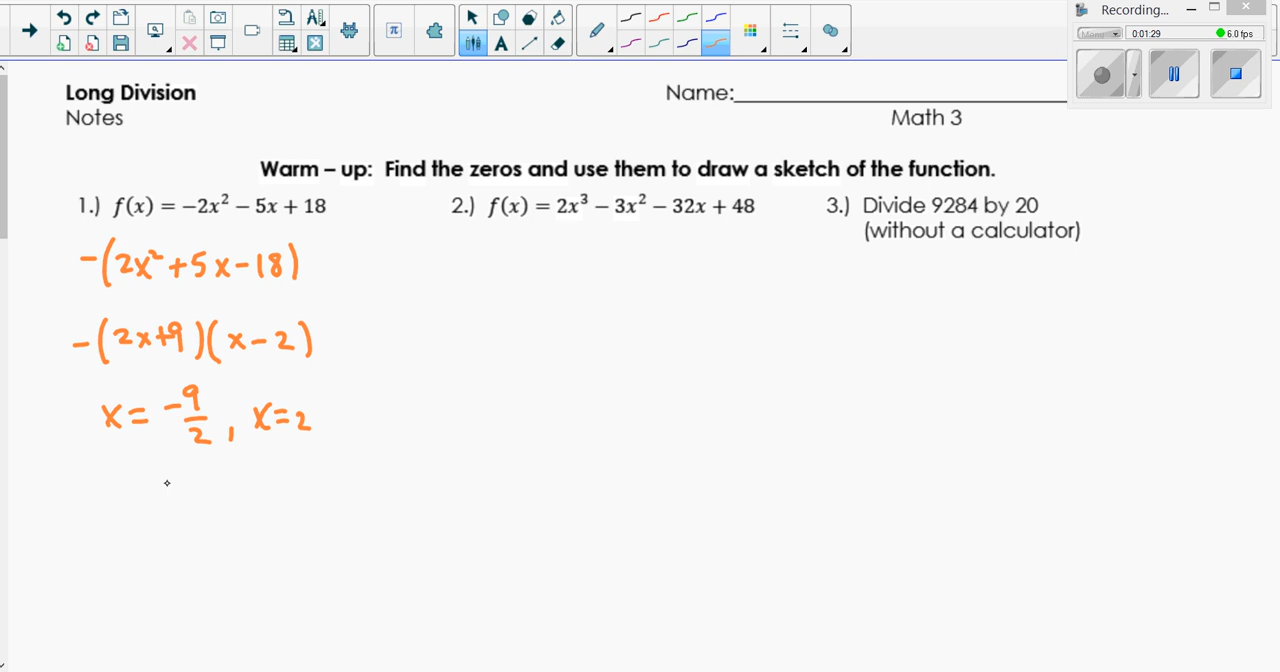 Recording...
Menu
0:01:29
6.0 fps
Long Division
Name:
Notes
Math 3
Warm – up: Find the zeros and use them to draw a sketch of the function.
1.) f(x) = −2x² − 5x + 18
2.) f(x) = 2x³ − 3x² − 32x + 48
3.) Divide 9284 by 20
(without a calculator)
-(2x²+5x-18)
-(2x+9)(x-2)
x= -9/2, x=2